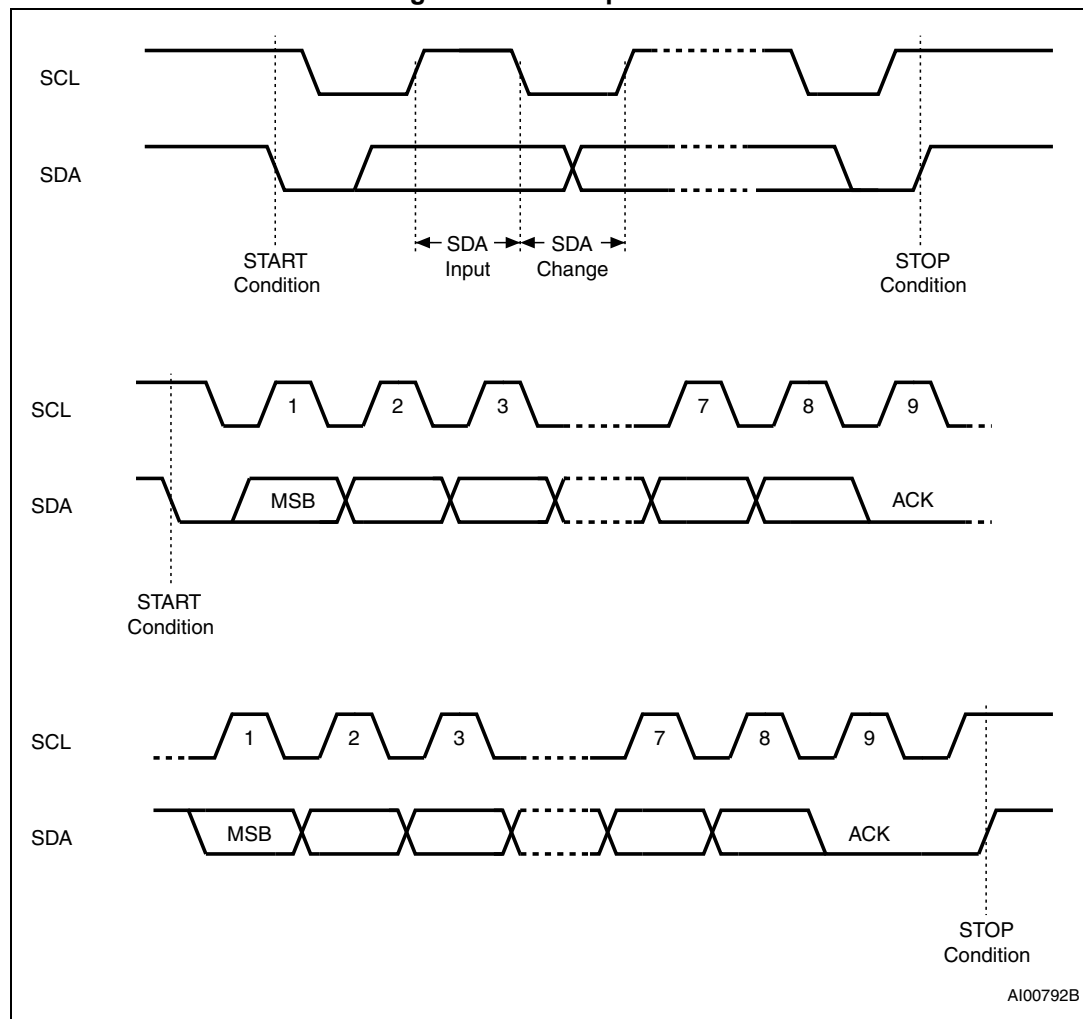 SCL
SDA
SDA
Input
SDA
Change
START
Condition
STOP
Condition
SCL
1 2 3 7 8 9
SDA
MSB
ACK
START
Condition
SCL
1 2 3 7 8 9
SDA
MSB
ACK
STOP
Condition
AI00792B